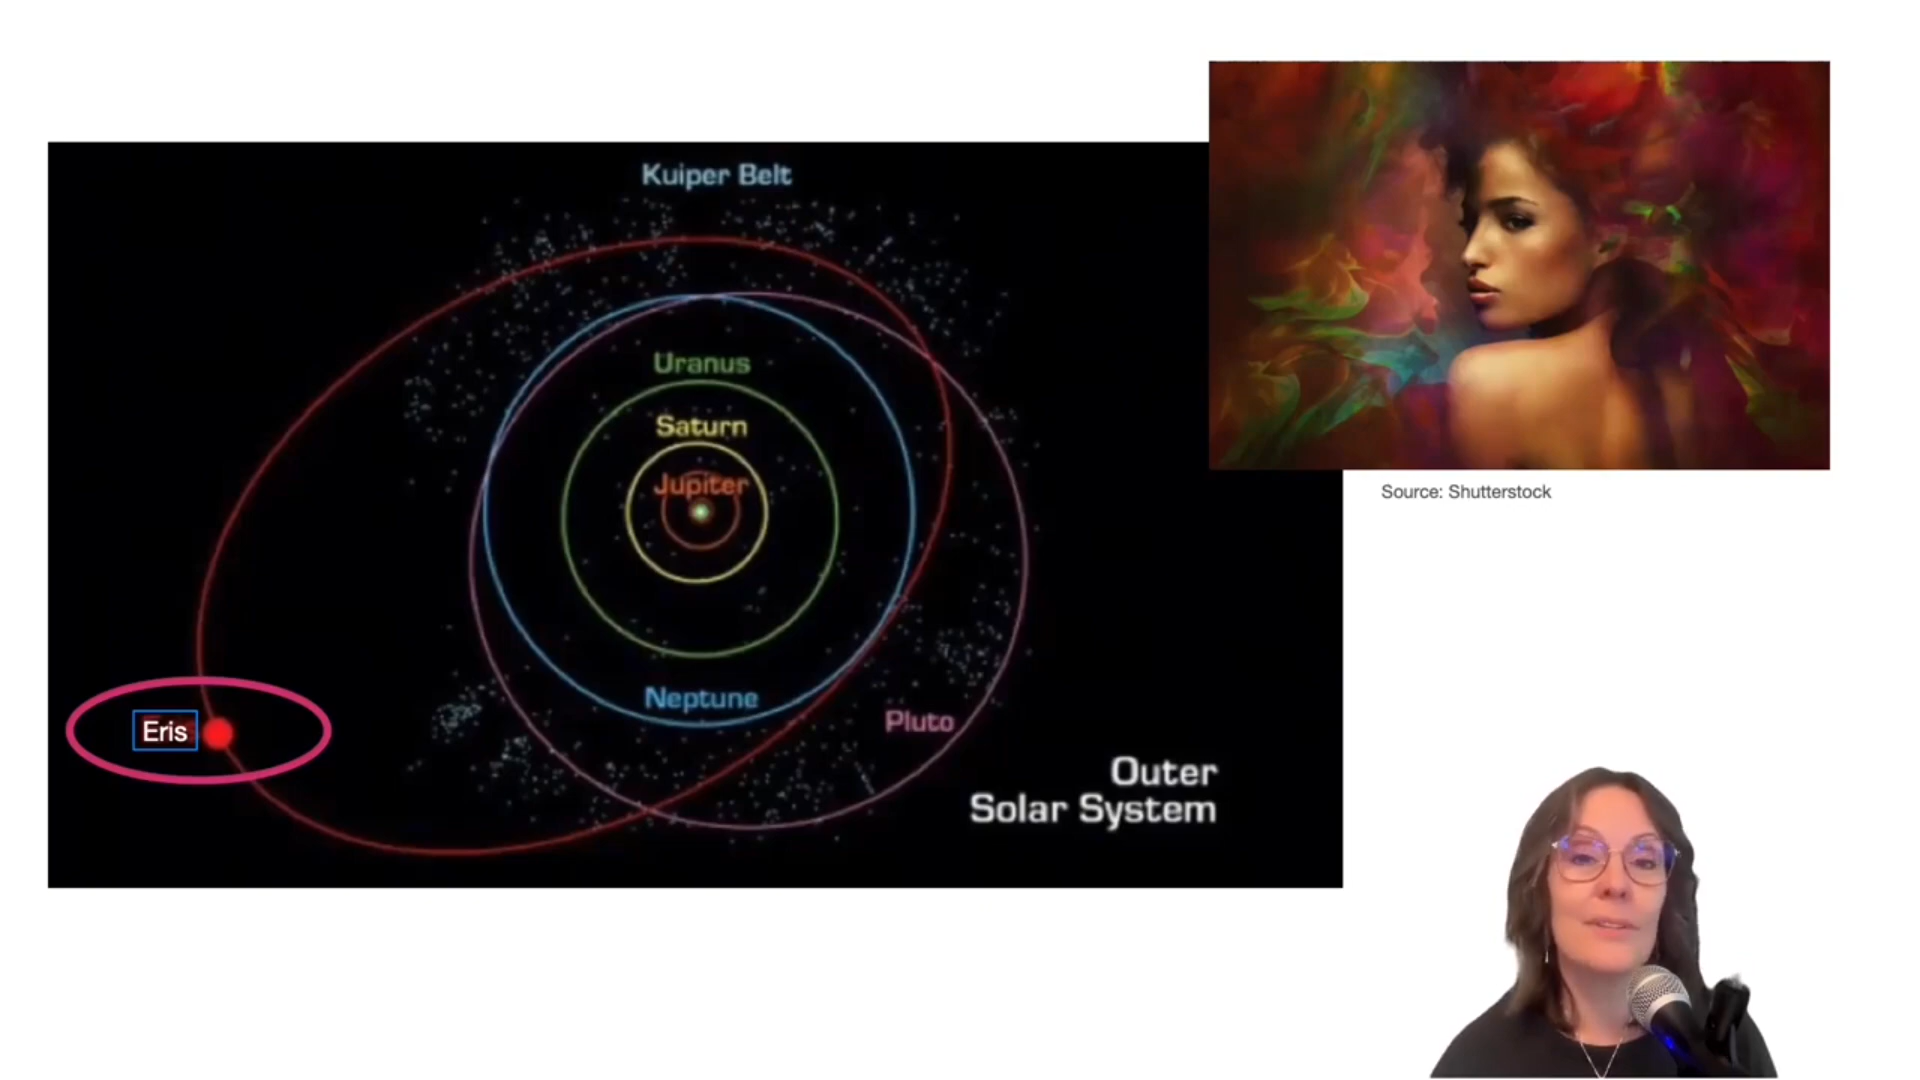 Kuiper Belt
Uranus
Saturn
Jupiter
Neptune
Pluto
Eris
Outer
Solar System
Source: Shutterstock